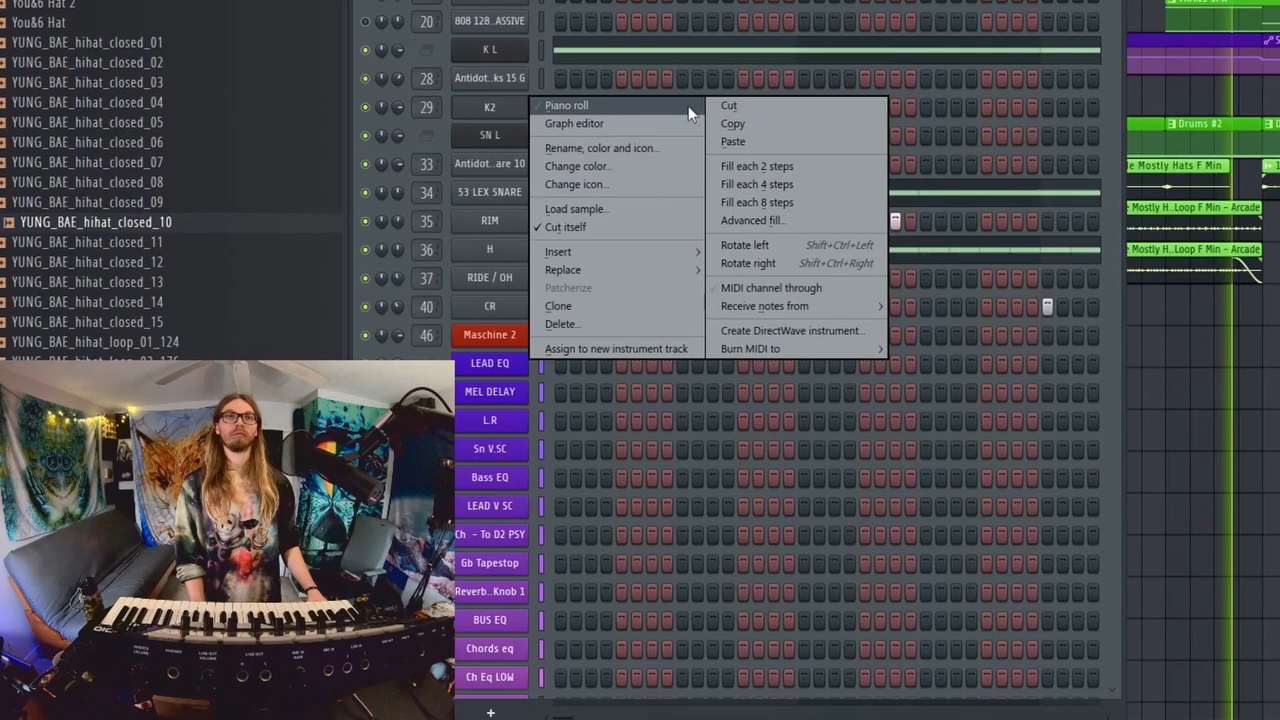 You&6 Hat 2
You&6 Hat
YUNG_BAE_hihat_closed_01
YUNG_BAE_hihat_closed_02
YUNG_BAE_hihat_closed_03
YUNG_BAE_hihat_closed_04
YUNG_BAE_hihat_closed_05
YUNG_BAE_hihat_closed_06
YUNG_BAE_hihat_closed_07
YUNG_BAE_hihat_closed_08
YUNG_BAE_hihat_closed_09
YUNG_BAE_hihat_closed_10
YUNG_BAE_hihat_closed_11
YUNG_BAE_hihat_closed_12
YUNG_BAE_hihat_closed_13
YUNG_BAE_hihat_closed_14
YUNG_BAE_hihat_closed_15
YUNG_BAE_hat_loop_01_124
20 808 128..ASSIVE
K L
28 Antidot..ks 15 G
29 K2
SN L
33 Antidot..are 10
34 53 LEX SNARE
35 RIM
36 H
37 RIDE / OH
40 CR
46 Maschine 2
LEAD EQ
MEL DELAY
L.R
Sn V.SC
Bass EQ
LEAD V SC
Ch - To D2 PSY
Gb Tapestop
Reverb..Knob 1
BUS EQ
Chords eq
Ch Eq LOW
+
Piano roll
Graph editor
Rename, color and icon...
Change color...
Change icon...
Load sample...
Cut itself
Insert
Replace
Patcherize
Clone
Delete...
Assign to new instrument track
Cut
Copy
Paste
Fill each 2 steps
Fill each 4 steps
Fill each 8 steps
Advanced fill...
Rotate left Shift+Ctrl+Left
Rotate right Shift+Ctrl+Right
MIDI channel through
Receive notes from
Create DirectWave instrument...
Burn MIDI to
Drums #2
le Mostly Hats F Min
e Mostly H..Loop F Min - Arcade
e Mostly H..Loop F Min - Arcade